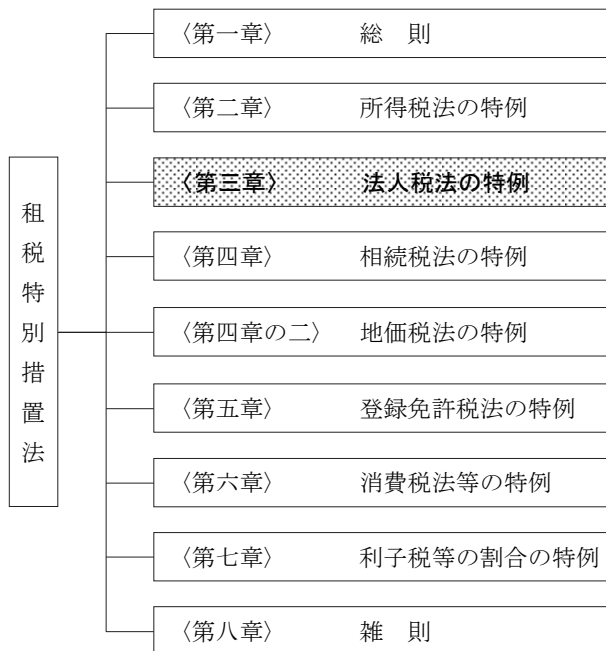 租税特別措置法
〈第一章〉 総 則
〈第二章〉 所得税法の特例
〈第三章〉 法人税法の特例
〈第四章〉 相続税法の特例
〈第四章の二〉 地価税法の特例
〈第五章〉 登録免許税法の特例
〈第六章〉 消費税法等の特例
〈第七章〉 利子税等の割合の特例
〈第八章〉 雑 則